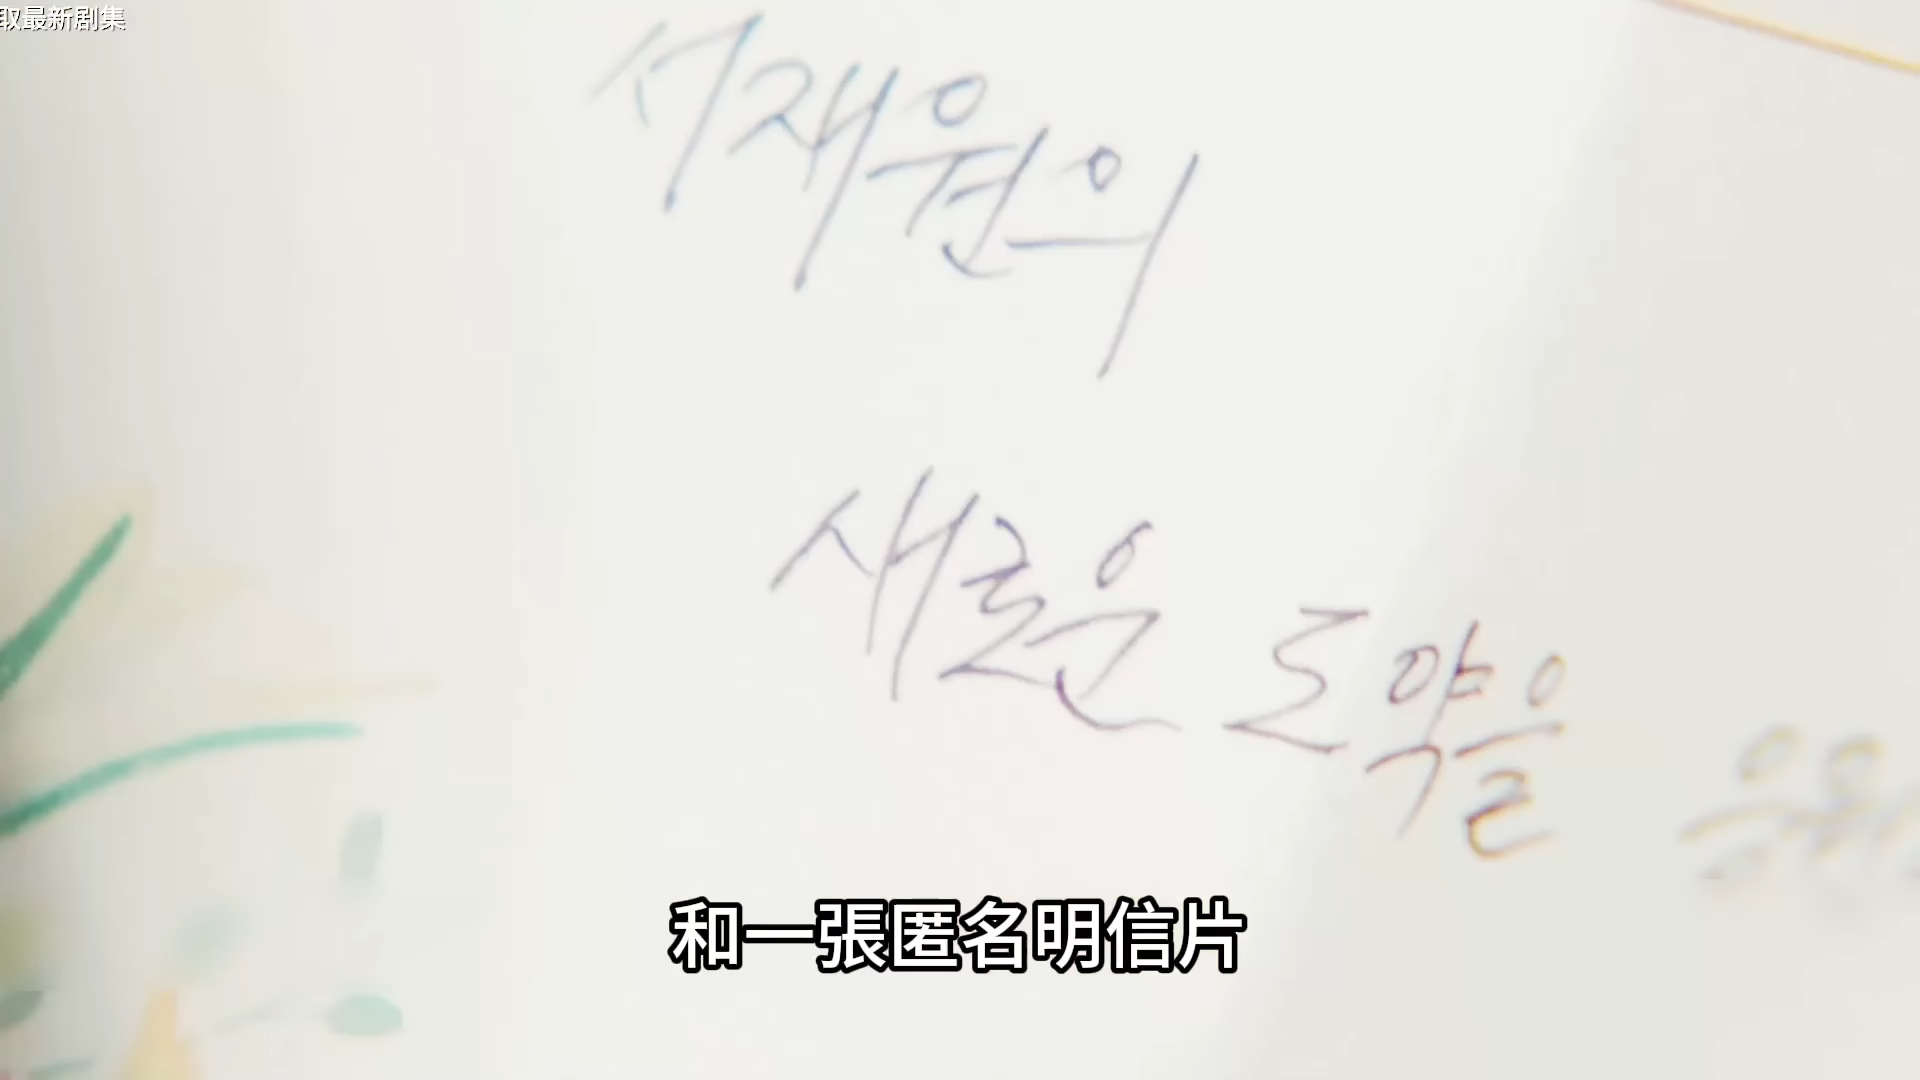 取最新剧集
서재원의
새로운 도약을
和一張匿名明信片